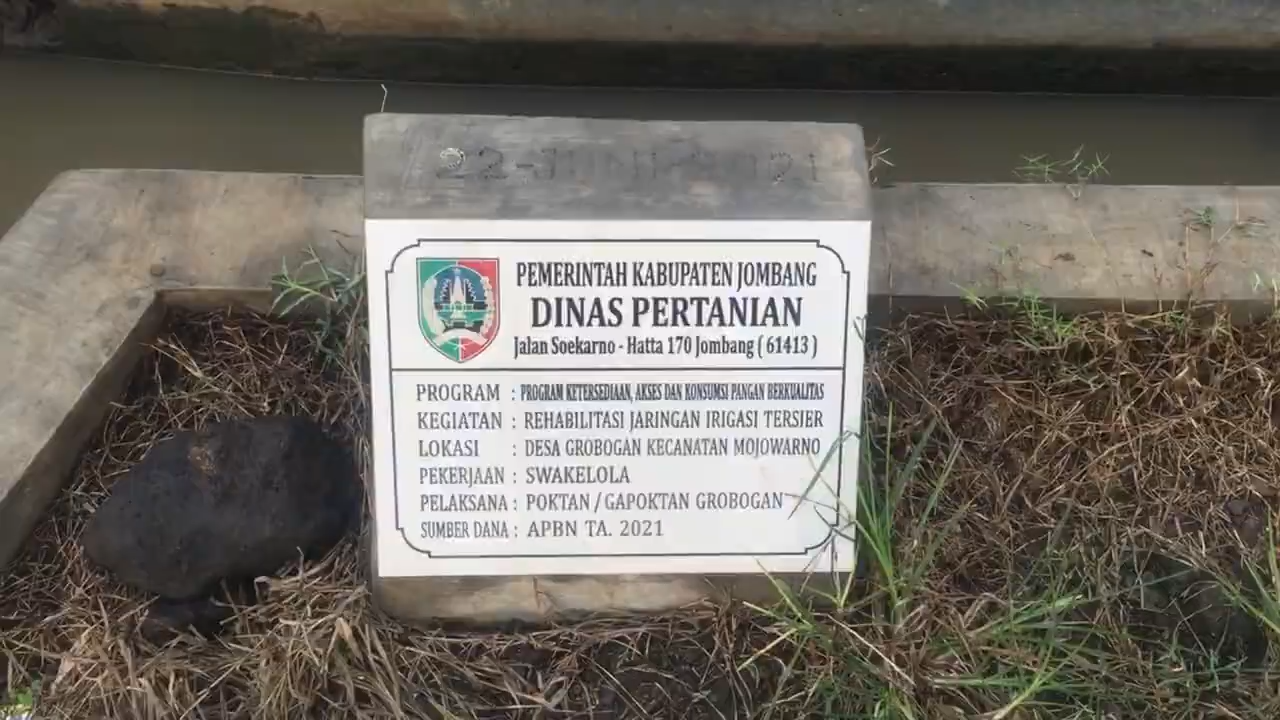 22-JUNI-2021
PEMERINTAH KABUPATEN JOMBANG
DINAS PERTANIAN
Jalan Soekarno - Hatta 170 Jombang ( 61413 )
PROGRAM : PROGRAM KETERSEDIAAN, AKSES DAN KONSUMSI PANGAN BERKUALITAS
KEGIATAN : REHABILITASI JARINGAN IRIGASI TERSIER
LOKASI : DESA GROBOGAN KECANATAN MOJOWARNO
PEKERJAAN : SWAKELOLA
PELAKSANA : POKTAN / GAPOKTAN GROBOGAN
SUMBER DANA : APBN TA. 2021